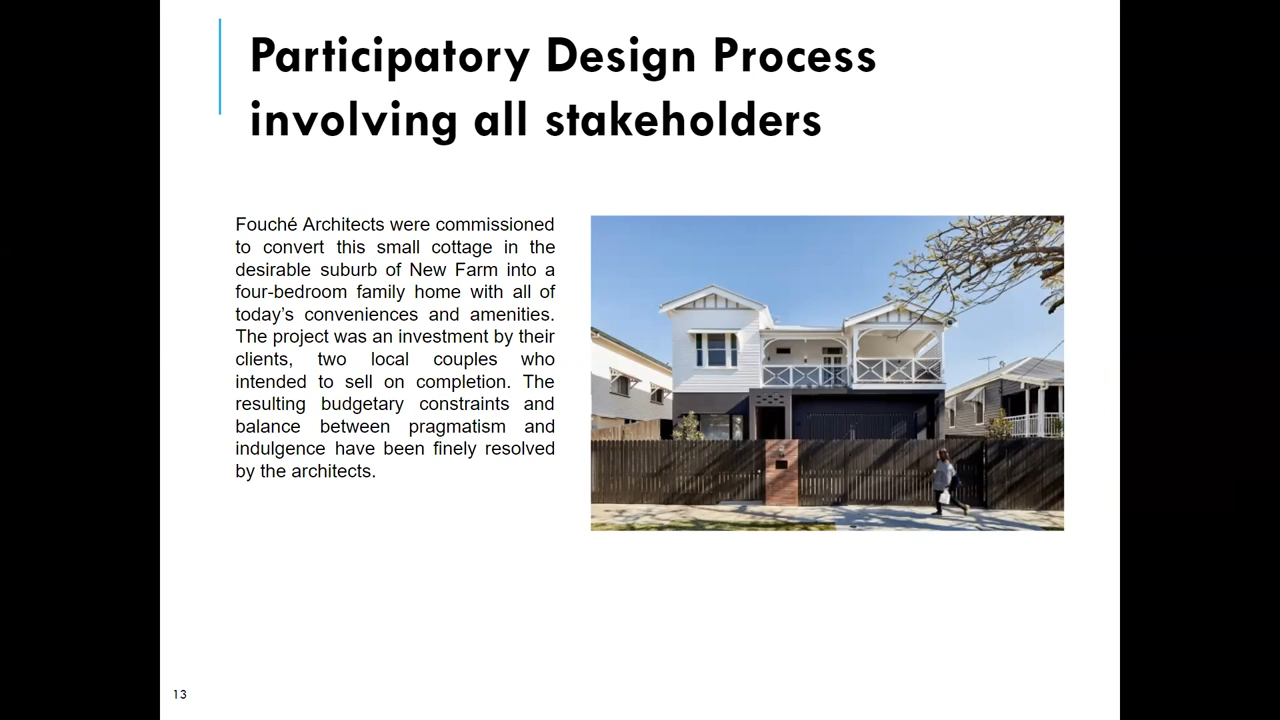 Participatory Design Process
involving all stakeholders
Fouché Architects were commissioned
to convert this small cottage in the
desirable suburb of New Farm into a
four-bedroom family home with all of
today’s conveniences and amenities.
The project was an investment by their
clients, two local couples who
intended to sell on completion. The
resulting budgetary constraints and
balance between pragmatism and
indulgence have been finely resolved
by the architects.
13